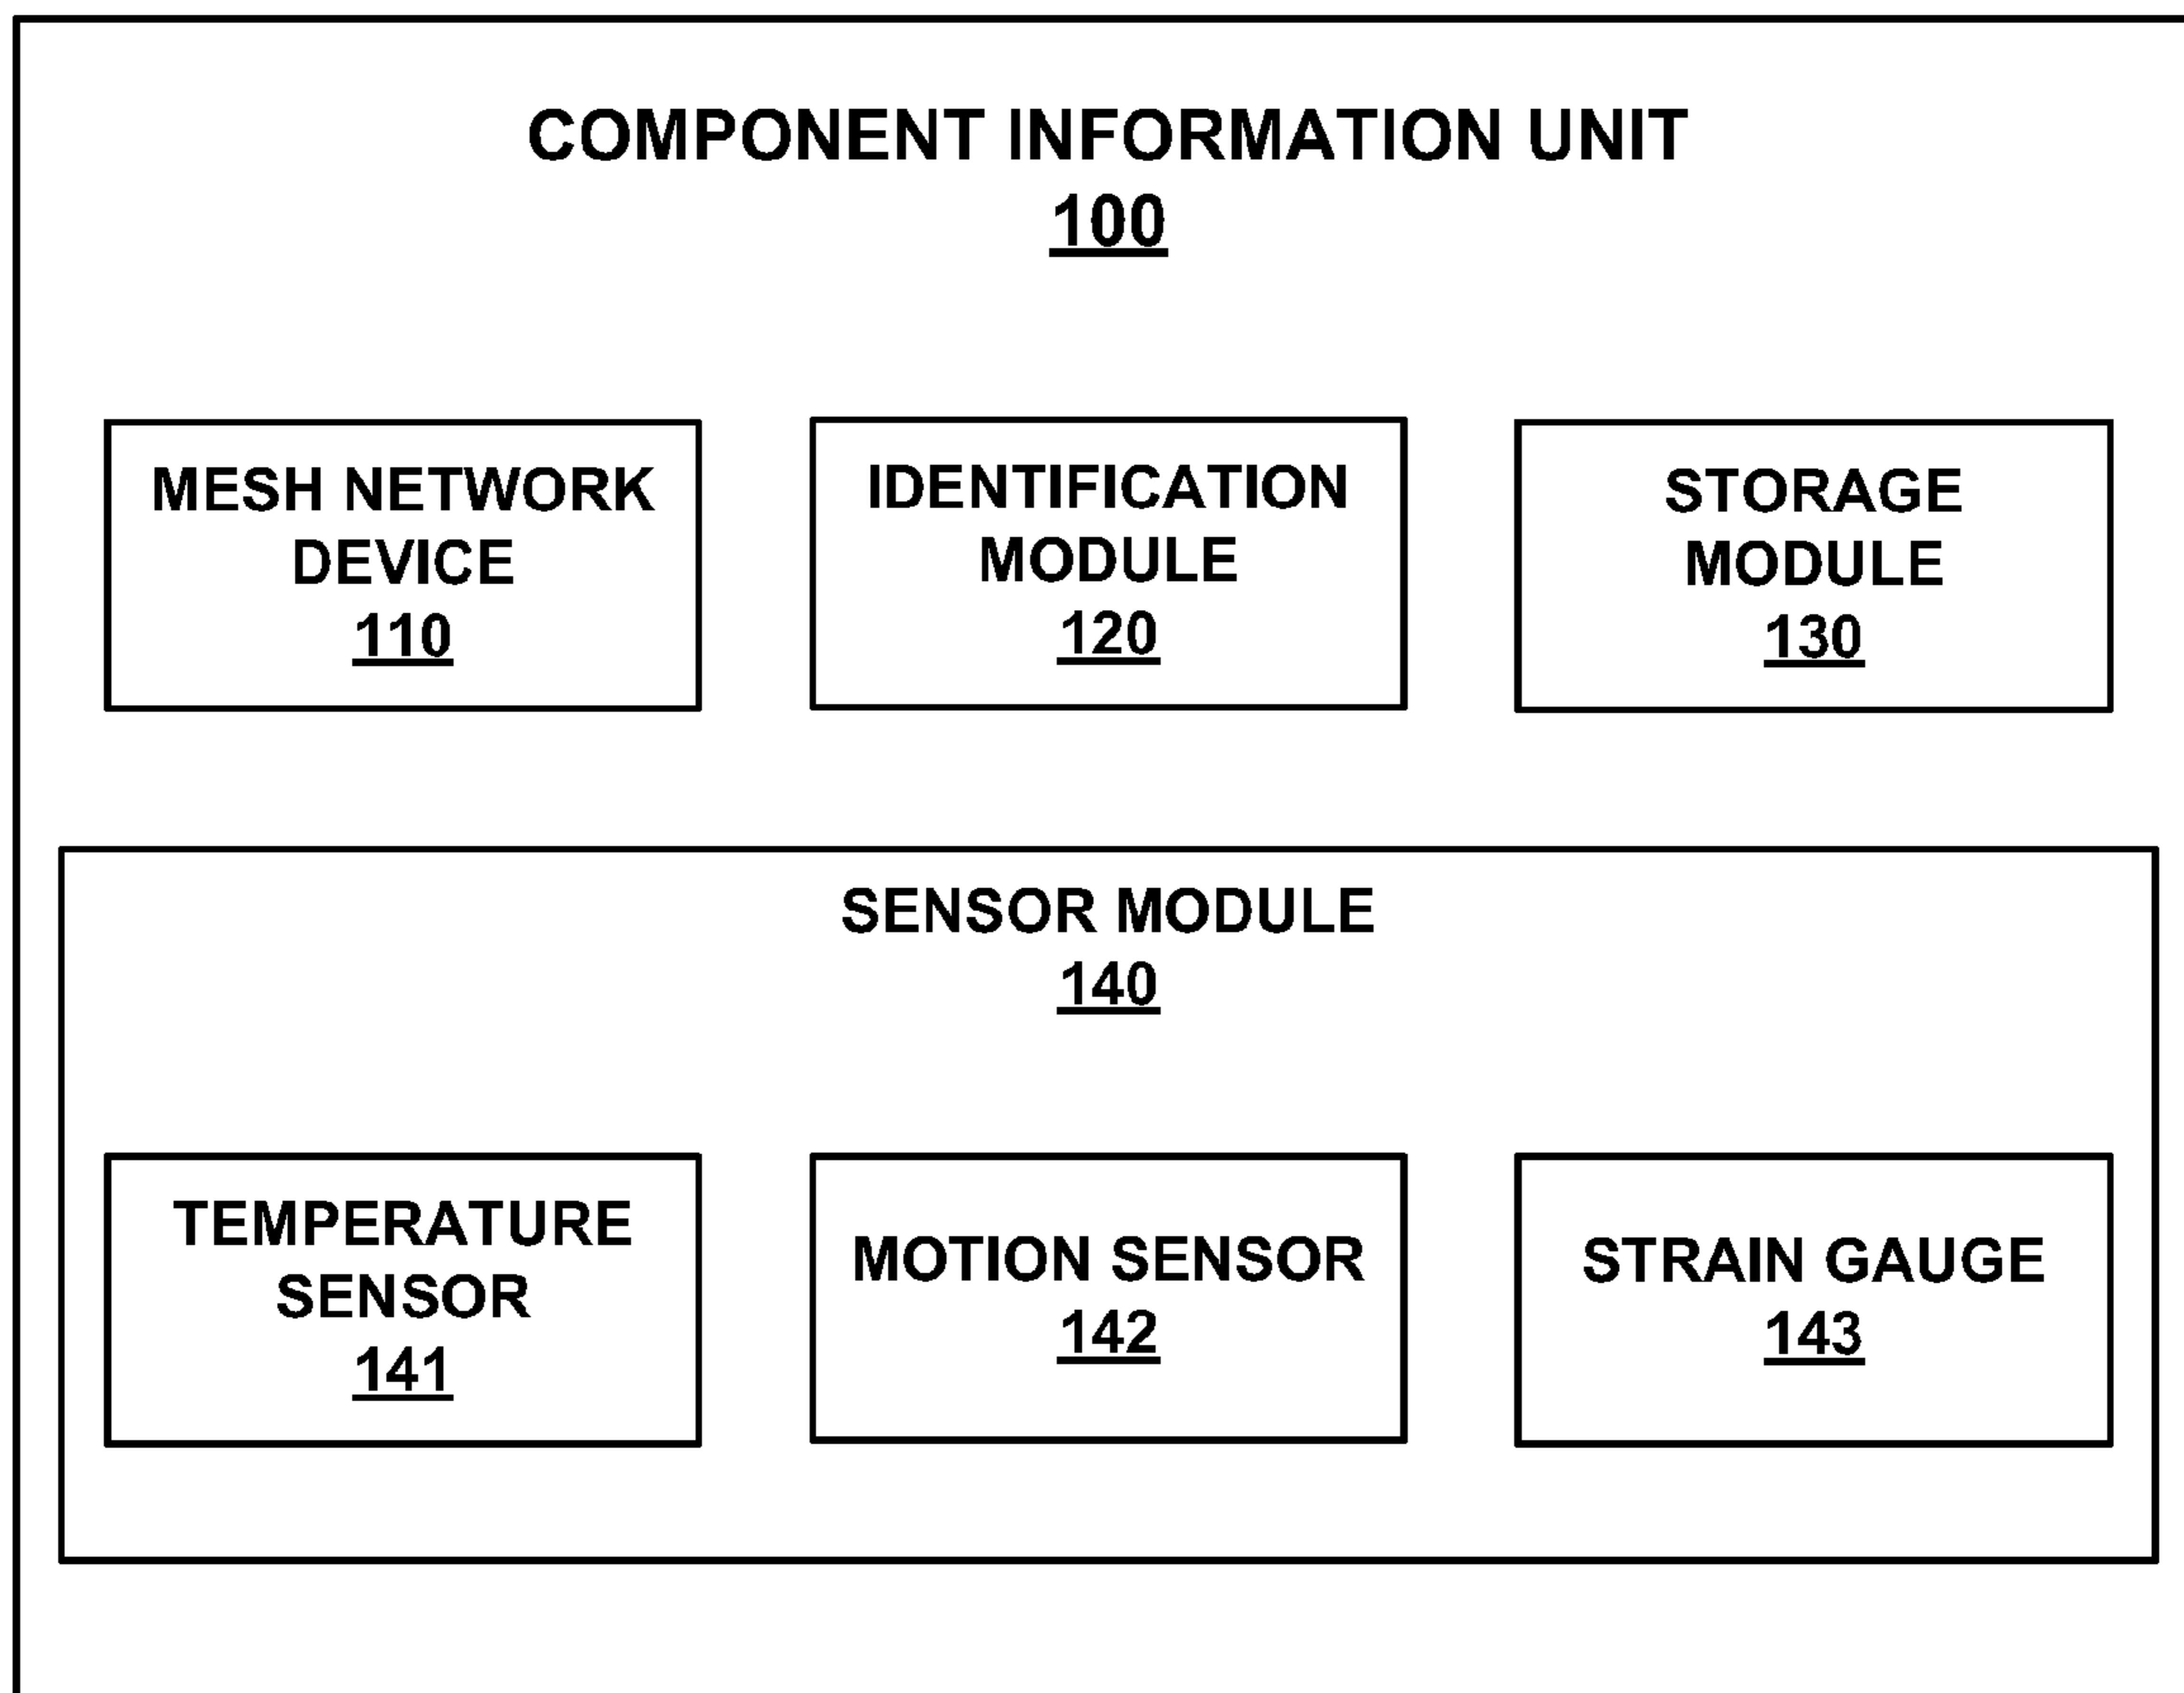 COMPONENT INFORMATION UNIT
100
MESH NETWORK
DEVICE
110
IDENTIFICATION
MODULE
120
STORAGE
MODULE
130
SENSOR MODULE
140
TEMPERATURE
SENSOR
141
MOTION SENSOR
142
STRAIN GAUGE
143